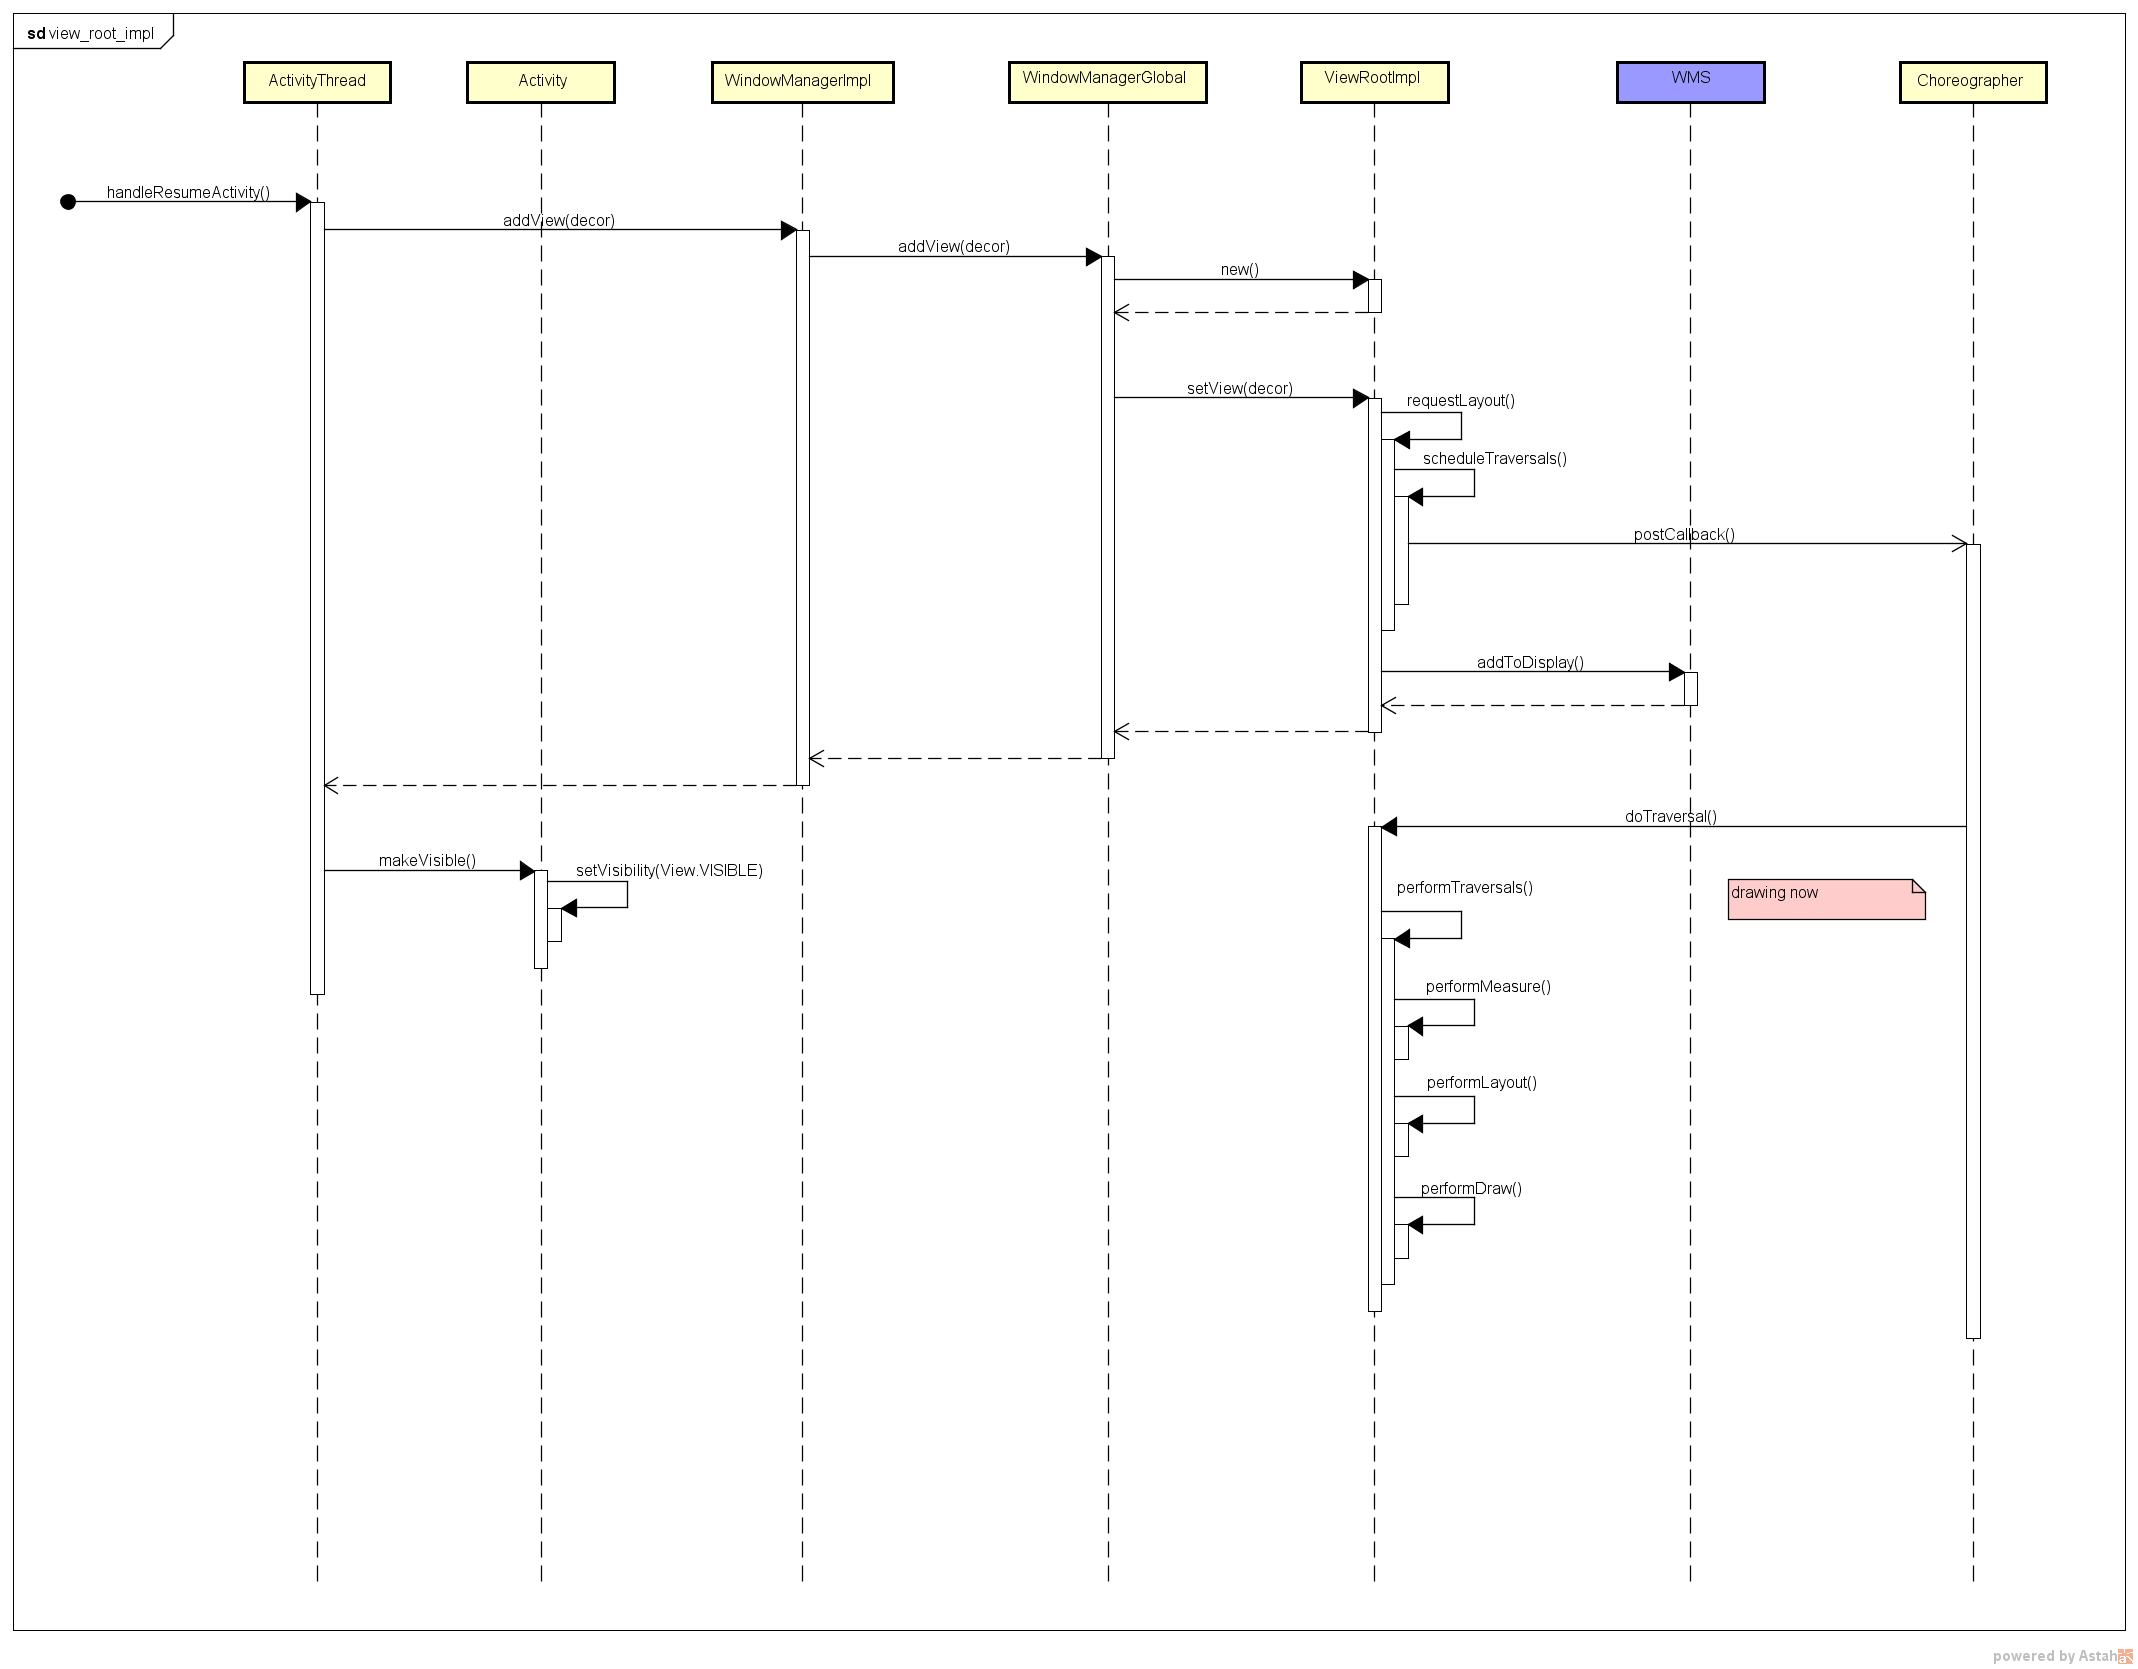 sd view_root_impl
ActivityThread
Activity
WindowManagerImpl
WindowManagerGlobal
ViewRootImpl
WMS
Choreographer
handleResumeActivity()
addView(decor)
addView(decor)
new()
setView(decor)
requestLayout()
scheduleTraversals()
postCallback()
addToDisplay()
doTraversal()
makeVisible()
setVisibility(View.VISIBLE)
performTraversals()
drawing now
performMeasure()
performLayout()
performDraw()
powered by Astah